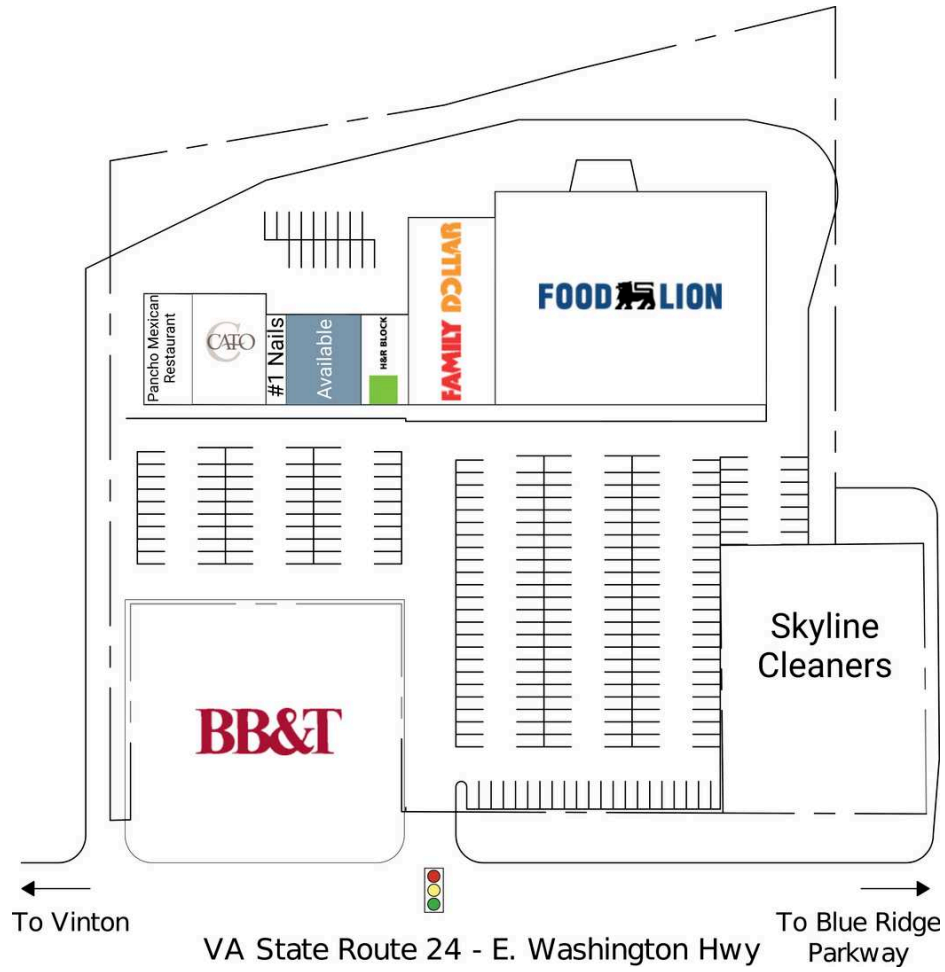 Pancho Mexican
Restaurant
C
CATO
#1 Nails
Available
H&R BLOCK
FAMILY DOLLAR
FOOD LION
BB&T
Skyline
Cleaners
To Vinton
VA State Route 24 - E. Washington Hwy
To Blue Ridge
Parkway